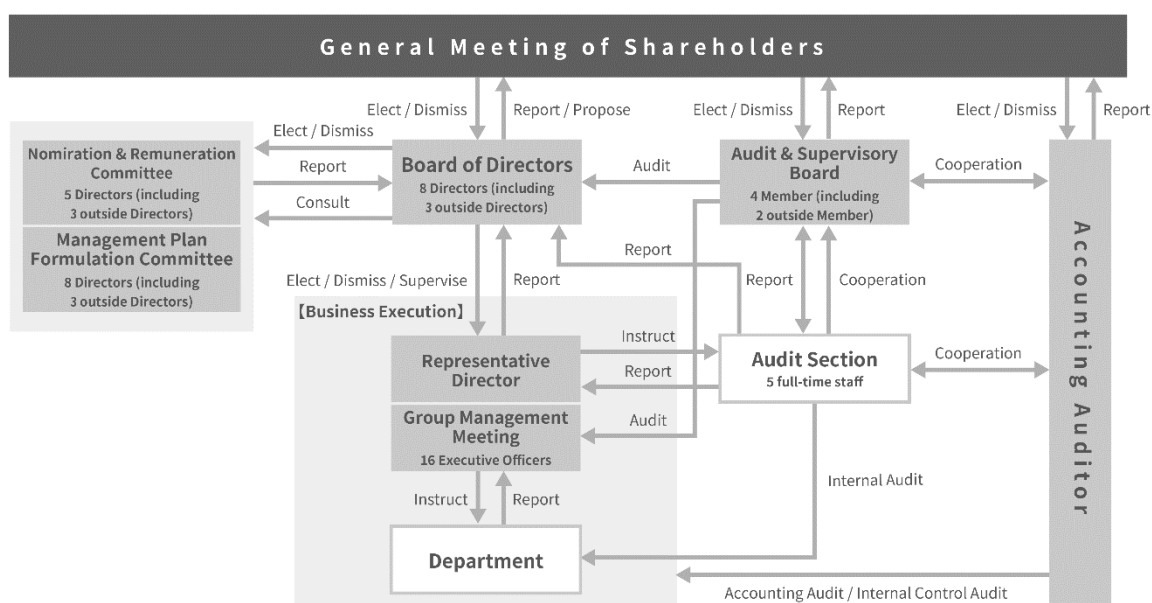 General Meeting of Shareholders
Elect / Dismiss
Report / Propose
Elect / Dismiss
Report
Elect / Dismiss
Report
Elect / Dismiss
Nomiration & Remuneration
Committee
5 Directors (including
3 outside Directors)
Report
Consult
Board of Directors
8 Directors (including
3 outside Directors)
Audit
Audit & Supervisory
Board
4 Member (including
2 outside Member)
Cooperation
Accounting Auditor
Management Plan
Formulation Committee
8 Directors (including
3 outside Directors)
Elect / Dismiss / Supervise
Report
Report
Report
Cooperation
【Business Execution】
Representative
Director
Instruct
Report
Audit Section
5 full-time staff
Cooperation
Group Management
Meeting
16 Executive Officers
Audit
Instruct
Report
Internal Audit
Department
Accounting Audit / Internal Control Audit